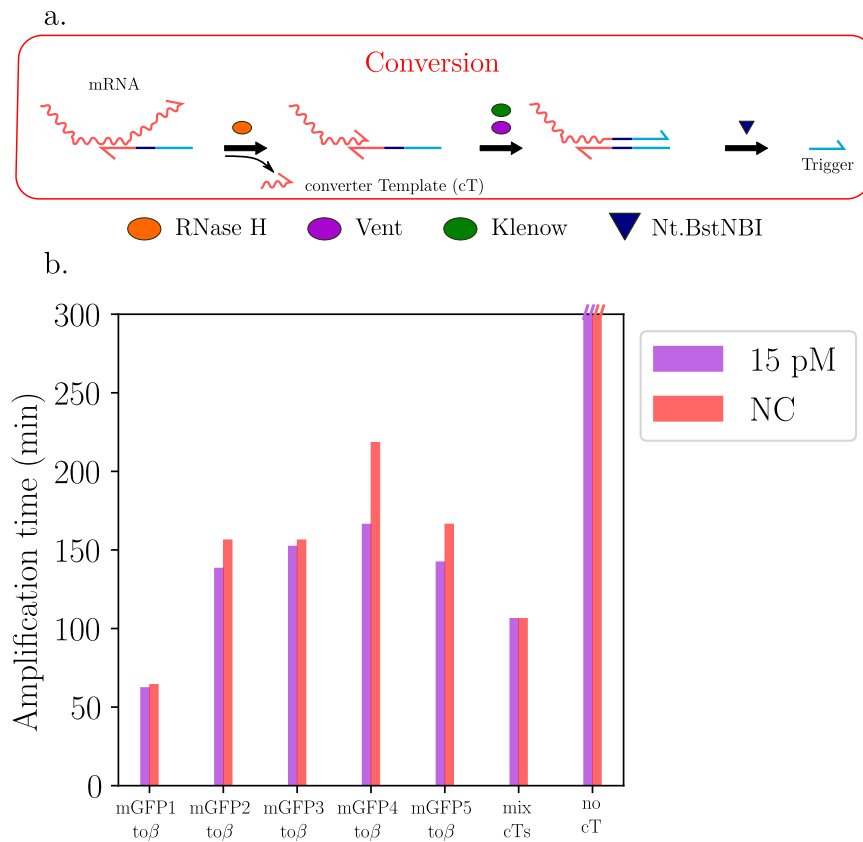 a.
Conversion
mRNA
converter Template (cT)
Trigger
RNase H
Vent
Klenow
Nt.BstNBI
b.
Amplification time (min)
300
250
200
150
100
50
0
15 pM
NC
mGFP1 mGFP2 mGFP3 mGFP4 mGFP5 mix no
toβ toβ toβ toβ toβ cTs cT